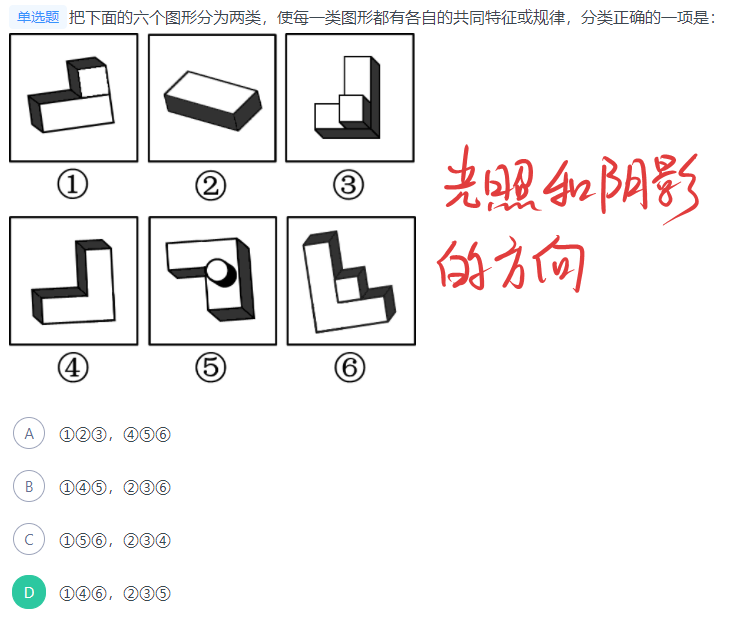 单选题 把下面的六个图形分为两类，使每一类图形都有各自的共同特征或规律，分类正确的一项是：
① ② ③
光照和阴影
的方向
④ ⑤ ⑥
A ①②③，④⑤⑥
B ①④⑤，②③⑥
C ①⑤⑥，②③④
D ①④⑥，②③⑤